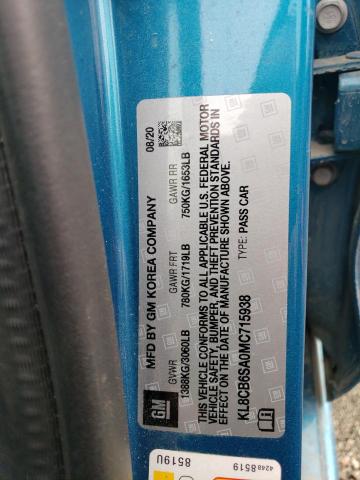 GM
MFD BY GM KOREA COMPANY
08/20
GVWR
GAWR FRT
GAWR RR
1388KG/3060LB
780KG/1719LB
750KG/1653LB
THIS VEHICLE CONFORMS TO ALL APPLICABLE U.S. FEDERAL MOTOR
VEHICLE SAFETY, BUMPER, AND THEFT PREVENTION STANDARDS IN
EFFECT ON THE DATE OF MANUFACTURE SHOWN ABOVE.
KL8CB6SA0MC715938
TYPE: PASS CAR
8519U
4248 8519